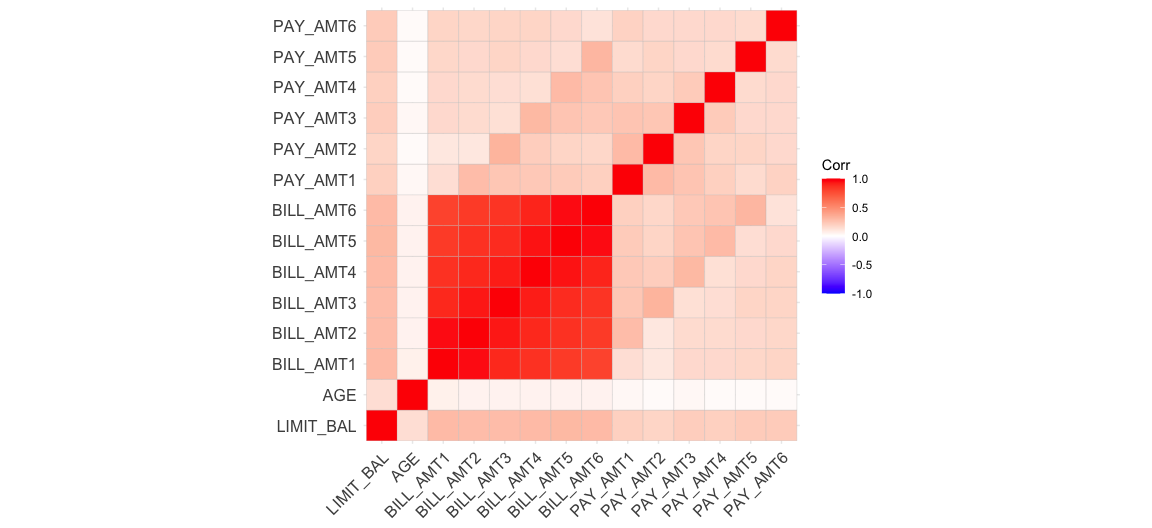 PAY_AMT6
PAY_AMT5
PAY_AMT4
PAY_AMT3
PAY_AMT2
PAY_AMT1
BILL_AMT6
BILL_AMT5
BILL_AMT4
BILL_AMT3
BILL_AMT2
BILL_AMT1
AGE
LIMIT_BAL
LIMIT_BAL
AGE
BILL_AMT1
BILL_AMT2
BILL_AMT3
BILL_AMT4
BILL_AMT5
BILL_AMT6
PAY_AMT1
PAY_AMT2
PAY_AMT3
PAY_AMT4
PAY_AMT5
PAY_AMT6
Corr
1.0
0.5
0.0
-0.5
-1.0